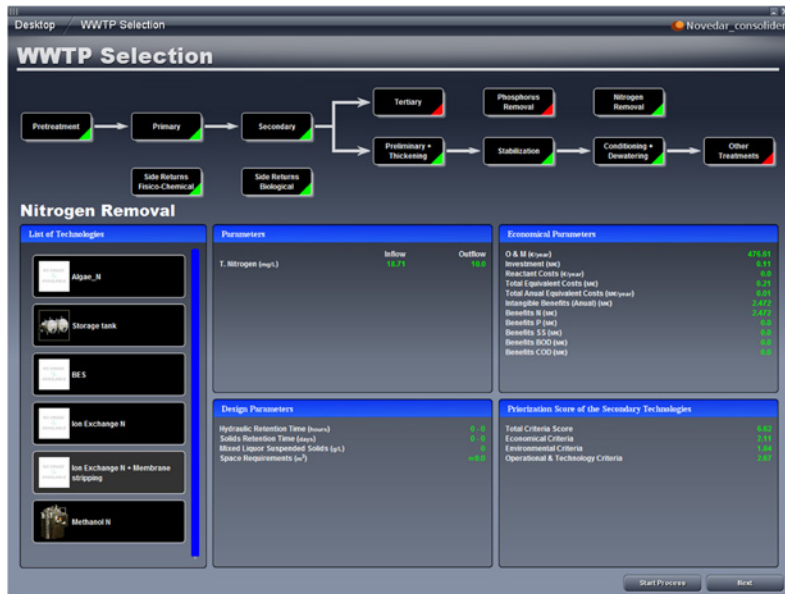 Desktop / WWTP Selection
Novedar_consolider
WWTP Selection
Pretreatment
Primary
Secondary
Tertiary
Phosphorus
Removal
Nitrogen
Removal
Preliminary +
Thickening
Stabilization
Conditioning +
Dewatering
Other
Treatments
Side Returns
Fisico-Chemical
Side Returns
Biological
Nitrogen Removal
List of Technologies
Algae_N
Storage tank
BES
Ion Exchange N
Ion Exchange N + Membrane
stripping
Methanol N
Parameters
Inflow Outflow
T. Nitrogen (mg/L) 18.71 10.0
Design Parameters
Hydraulic Retention Time (hours) 0 - 0
Solids Retention Time (days) 0 - 0
Mixed Liquor Suspended Solids (g/L) 0
Space Requirements (m²)
Economical Parameters
O & M (€/year) 476.61
Investment (M€) 0.11
Reactant Costs (€/year) 0.0
Total Equivalent Costs (M€) 0.21
Total Anual Equivalent Costs (M€/year) 0.01
Intangible Benefits (Anual) (M€) 2.472
Benefits N (M€) 2.472
Benefits P (M€) 0.0
Benefits SS (M€) 0.0
Benefits BOD (M€) 0.0
Benefits COD (M€) 0.0
Priorization Score of the Secondary Technologies
Total Criteria Score 6.62
Economical Criteria 2.11
Environmental Criteria 1.84
Operational & Technology Criteria 2.67
Start Process
Next